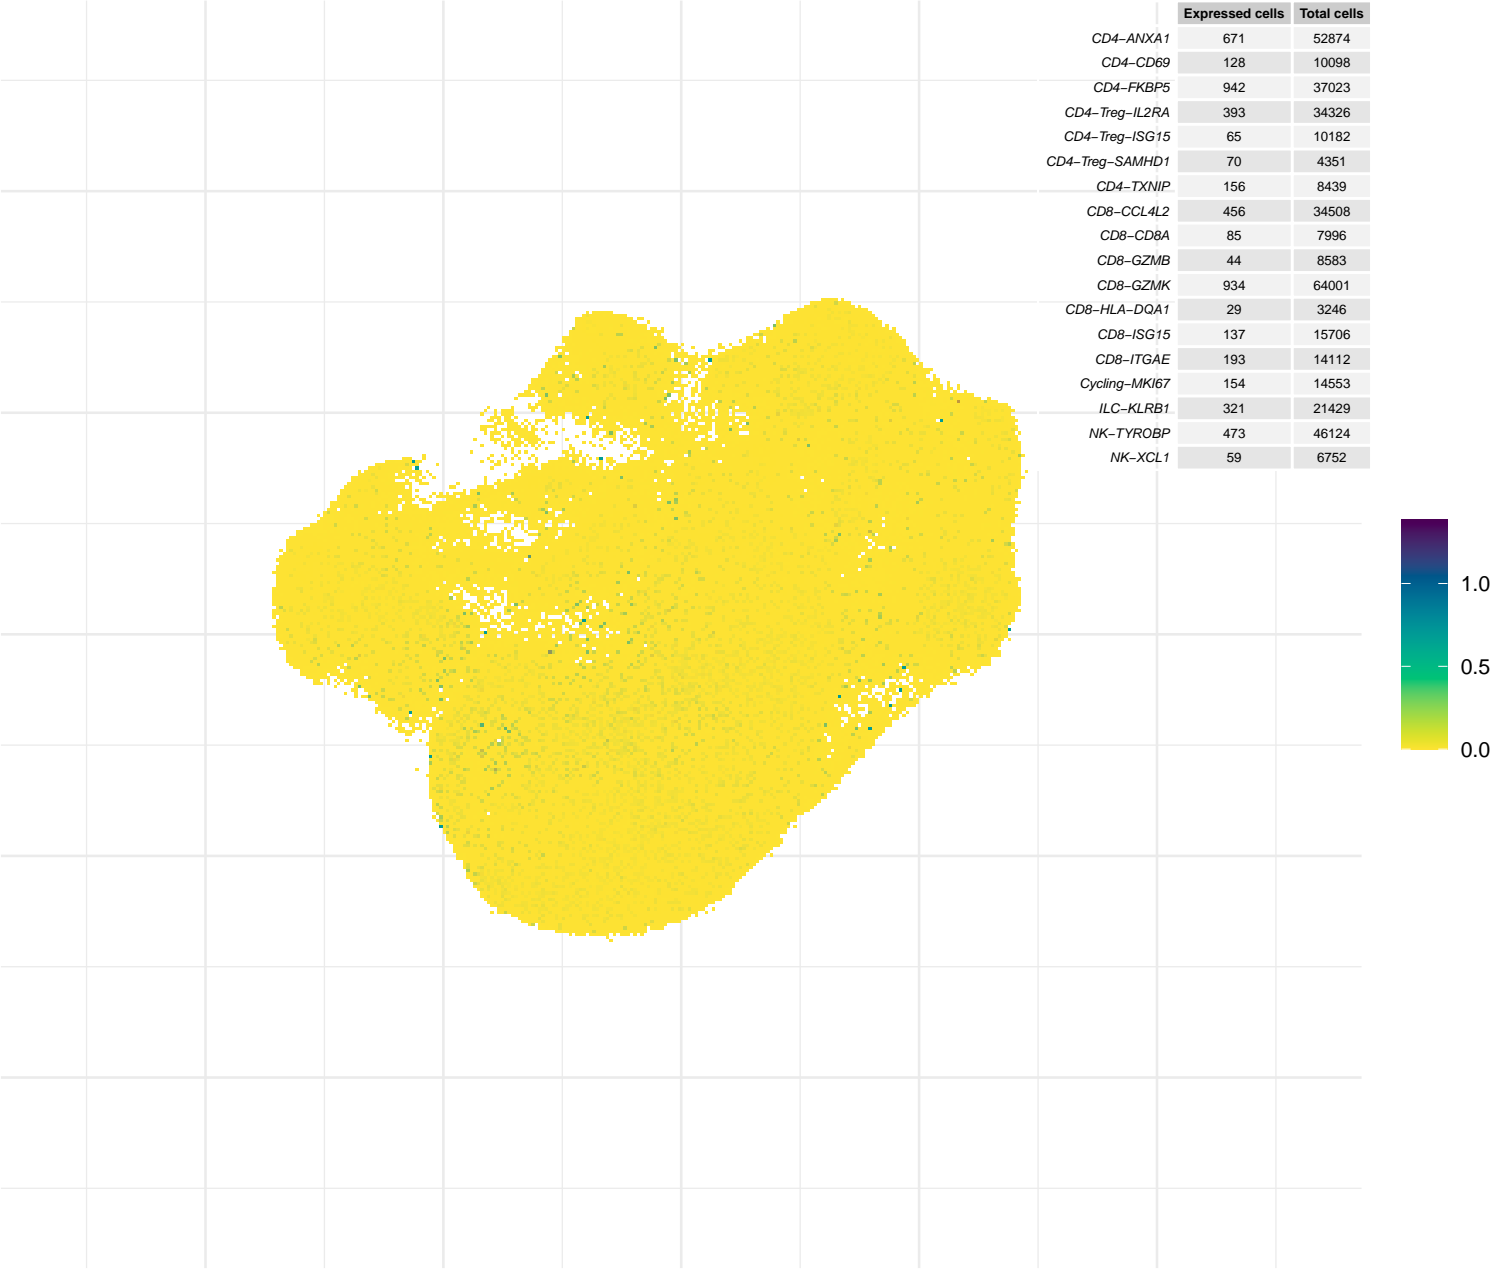 Expressed cells Total cells
CD4−ANXA1 671 52874
CD4−CD69 128 10098
CD4−FKBP5 942 37023
CD4−Treg−IL2RA 393 34326
CD4−Treg−ISG15 65 10182
CD4−Treg−SAMHD1 70 4351
CD4−TXNIP 156 8439
CD8−CCL4L2 456 34508
CD8−CD8A 85 7996
CD8−GZMB 44 8583
CD8−GZMK 934 64001
CD8−HLA−DQA1 29 3246
CD8−ISG15 137 15706
CD8−ITGAE 193 14112
Cycling−MKI67 154 14553
ILC−KLRB1 321 21429
NK−TYROBP 473 46124
NK−XCL1 59 6752
1.0
0.5
0.0